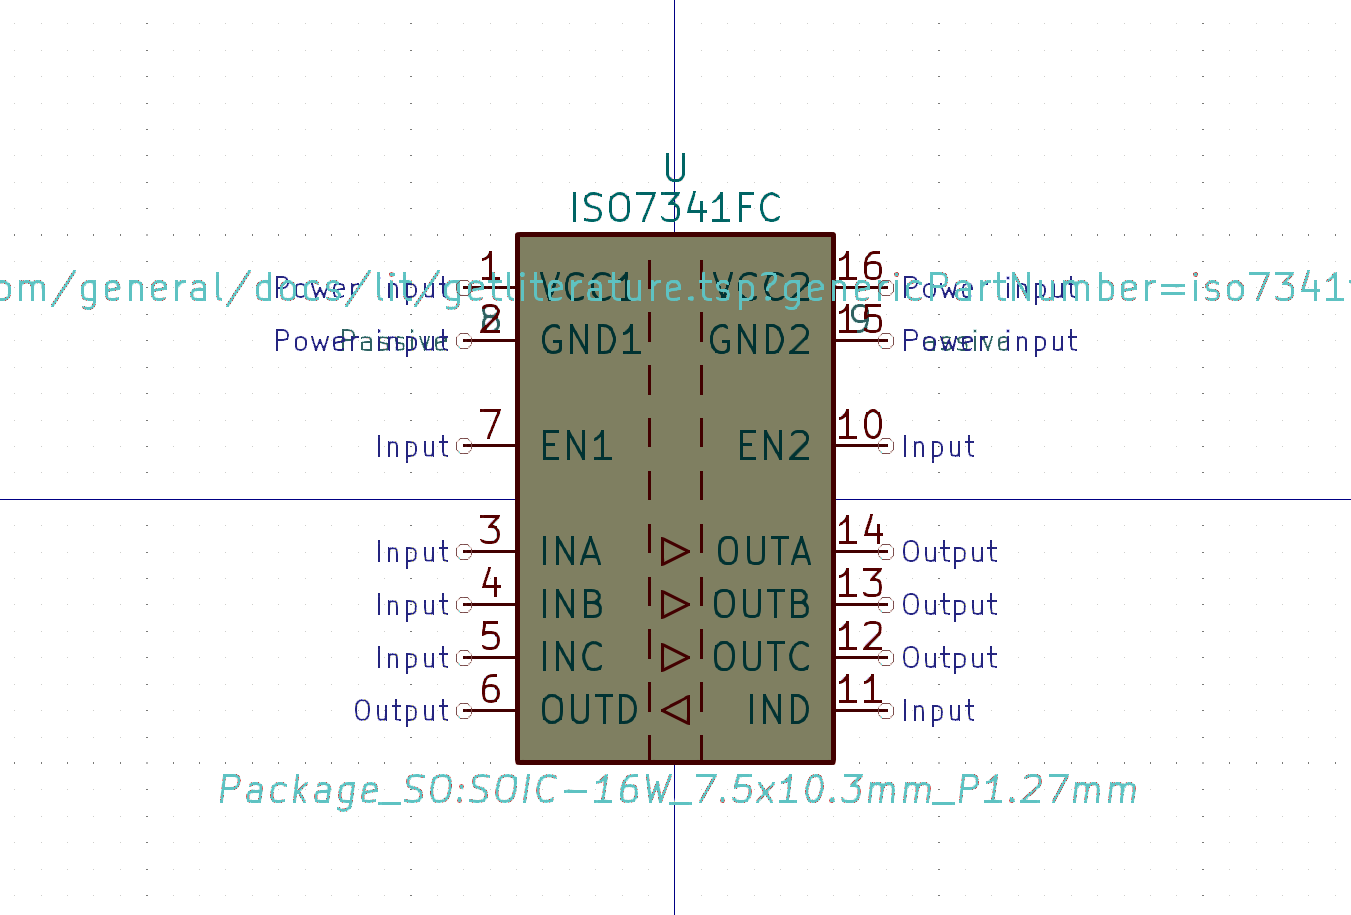 U
ISO7341FC
om/general/docs/lit/getliterature.tsp?genericPartNumber=iso7341
Power input 1 VCC1 VCC2 16 Power input
Power input Passive 2 8 GND1 GND2 15 9 Power input Passive
Input 7 EN1 EN2 10 Input
Input 3 INA OUTA 14 Output
Input 4 INB OUTB 13 Output
Input 5 INC OUTC 12 Output
Output 6 OUTD IND 11 Input
Package_SO:SOIC-16W_7.5x10.3mm_P1.27mm